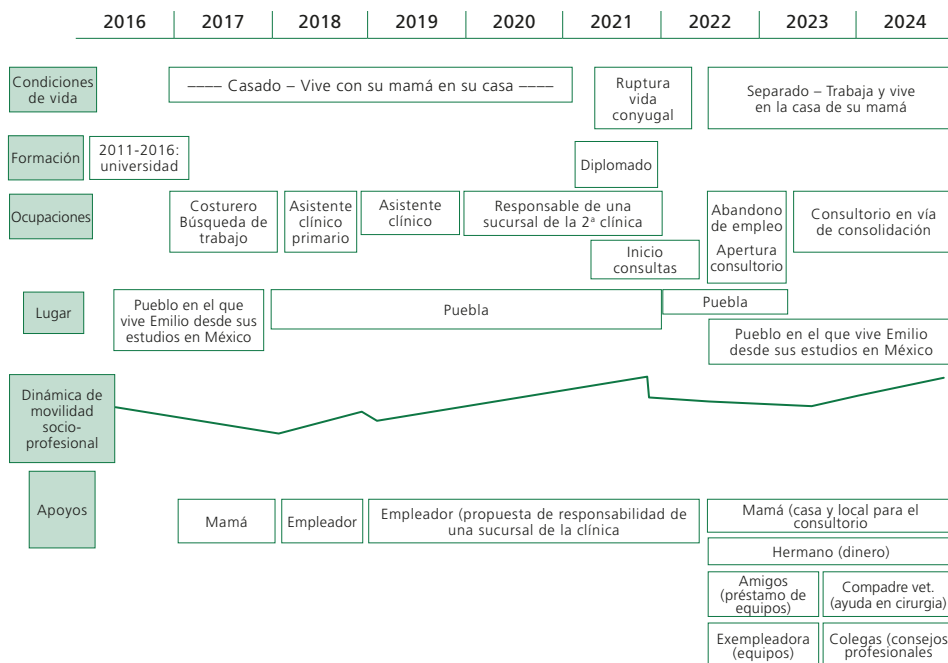 2016 2017 2018 2019 2020 2021 2022 2023 2024
Condiciones
de vida
–––– Casado – Vive con su mamá en su casa ––––
Ruptura
vida
conyugal
Separado – Trabaja y vive
en la casa de su mamá
Formación
2011-2016:
universidad
Diplomado
Ocupaciones
Costurero
Búsqueda de
trabajo
Asistente
clínico
primario
Asistente
clínico
Responsable de una
sucursal de la 2ª clínica
Inicio
consultas
Abandono
de empleo
Apertura
consultorio
Consultorio en vía
de consolidación
Lugar
Pueblo en el que
vive Emilio desde sus
estudios en México
Puebla
Puebla
Pueblo en el que vive Emilio
desde sus estudios en México
Dinámica de
movilidad
socio-
profesional
Apoyos
Mamá
Empleador
Empleador (propuesta de responsabilidad de
una sucursal de la clínica
Mamá (casa y local para el
consultorio
Hermano (dinero)
Amigos
(préstamo de
equipos)
Compadre vet.
(ayuda en cirurgia)
Exempleadora
(equipos)
Colegas (consejos
profesionales